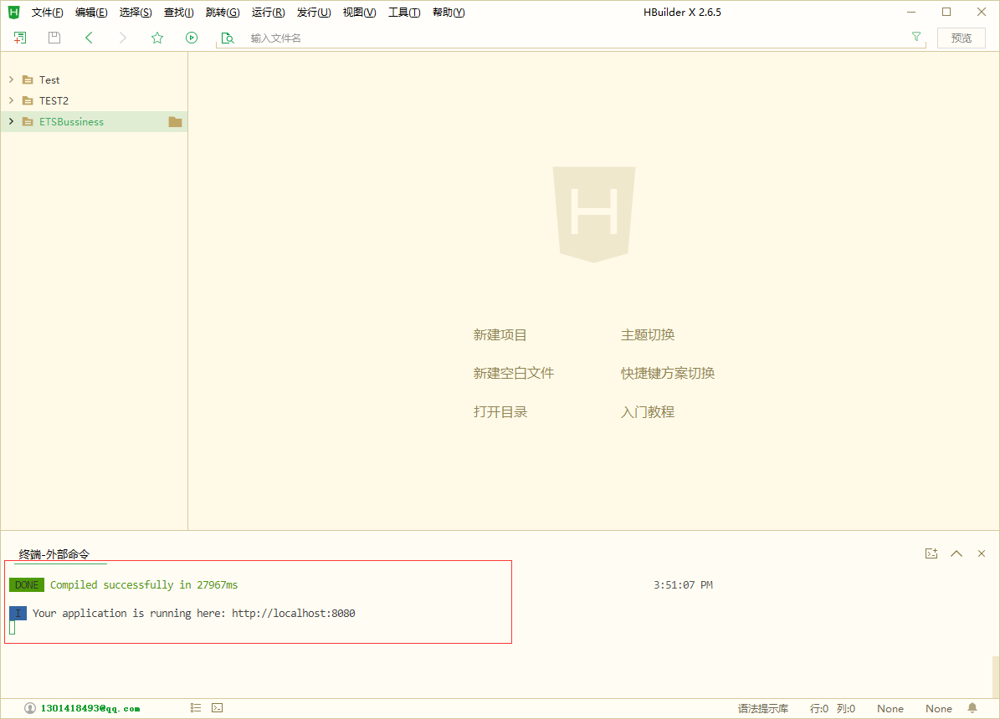 H 文件(F) 编辑(E) 选择(S) 查找(I) 跳转(G) 运行(R) 发行(U) 视图(V) 工具(T) 帮助(Y) HBuilder X 2.6.5
输入文件名 预览
Test
TEST2
ETSBussiness
H
新建项目 主题切换
新建空白文件 快捷键方案切换
打开目录 入门教程
终端-外部命令
DONE Compiled successfully in 27967ms 3:51:07 PM
I Your application is running here: http://localhost:8080
1301418493@qq.com 语法提示库 行:0 列:0 None None